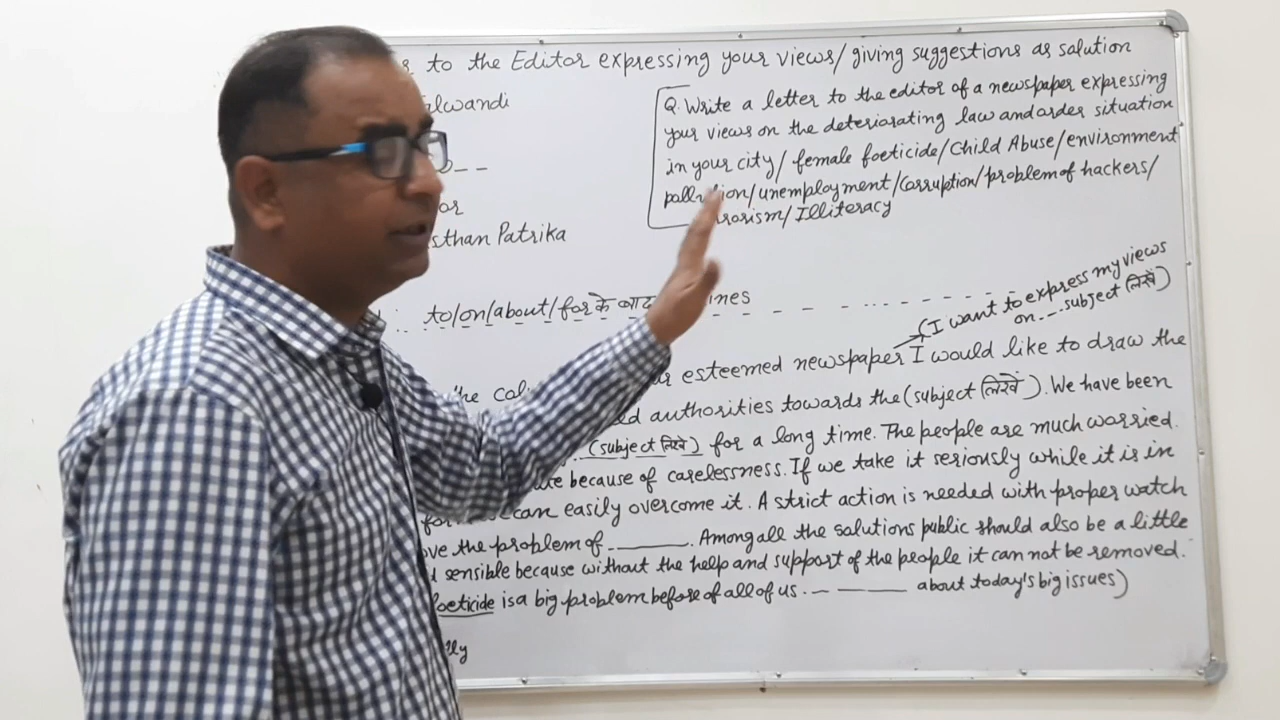 to the Editor expressing your views/giving suggestions as solution
alwandi
Q. Write a letter to the editor of a newspaper expressing
your views on the deteriorating law and order situation
in your city/ female foeticide/Child Abuse/environment
pollution/unemployment/Corruption/problem of hackers/
rorism/Illiteracy
or
sthan Patrika
to/on/about/for के बाद ines
(I want to express my views
on _ _ _ subject लिखें)
esteemed newspaper I would like to draw the
authorities towards the (subject लिखें). We have been
(subject लिखें) for a long time. The people are much worried.
because of carelessness. If we take it seriously while it is in
can easily overcome it. A strict action is needed with proper watch
ve the problem of ______. Among all the solutions public should also be a little
sensible because without the help and support of the people it can not be removed.
foeticide is a big problem before of all of us. __ ____ about today's big issues)
lly